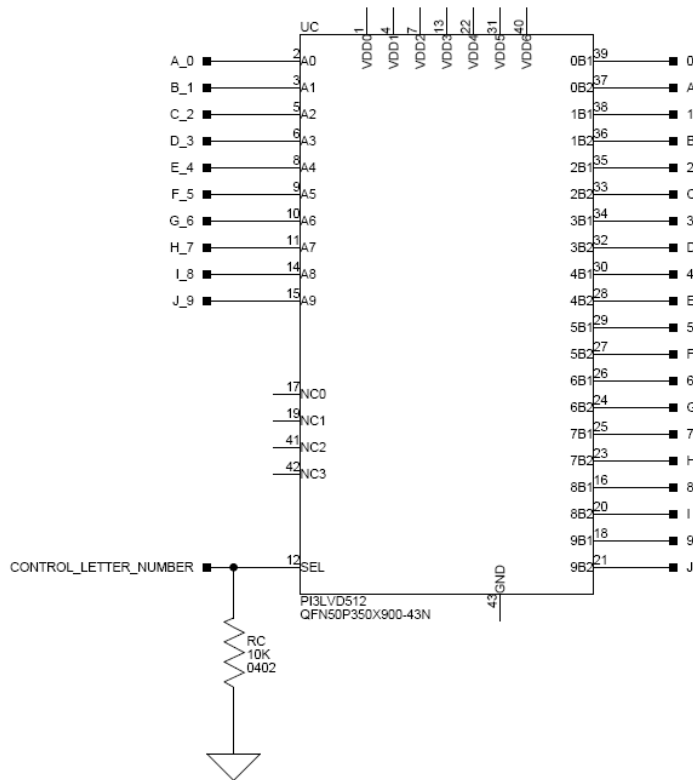 UC
1 4 7 13 22 31 40
VDD0 VDD1 VDD2 VDD3 VDD4 VDD5 VDD6
A_0 2 A0 0B1 39 0
B_1 3 A1 0B2 37 A
C_2 5 A2 1B1 38 1
D_3 6 A3 1B2 36 B
E_4 8 A4 2B1 35 2
F_5 9 A5 2B2 33 C
G_6 10 A6 3B1 34 3
H_7 11 A7 3B2 32 D
I_8 14 A8 4B1 30 4
J_9 15 A9 4B2 28 E
5B1 29 5
5B2 27 F
6B1 26 6
17 NC0 6B2 24 G
19 NC1 7B1 25 7
41 NC2 7B2 23 H
42 NC3 8B1 16 8
8B2 20 I
9B1 18 9
CONTROL_LETTER_NUMBER 12 SEL 9B2 21 J
43 GND
PI3LVD512
QFN50P350X900-43N
RC
10K
0402